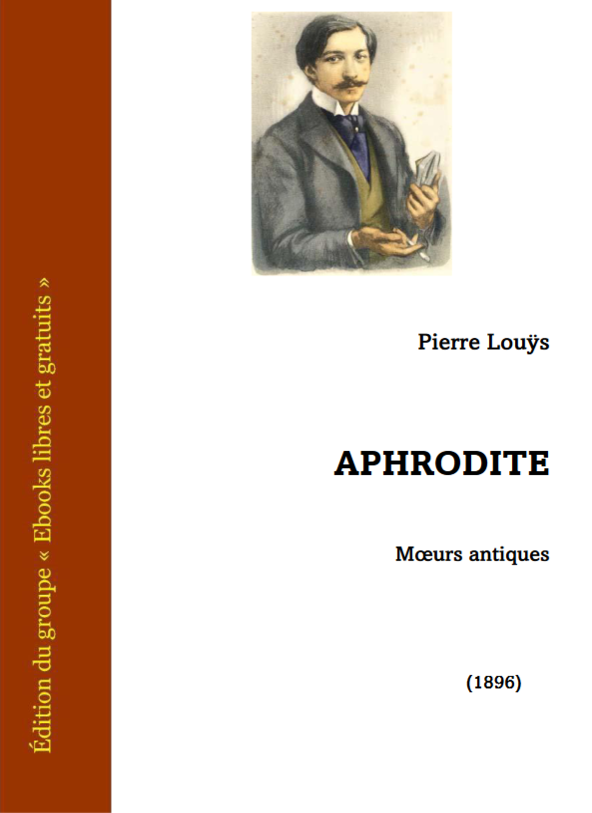 Édition du groupe « Ebooks libres et gratuits »
Pierre Louÿs
APHRODITE
Mœurs antiques
(1896)